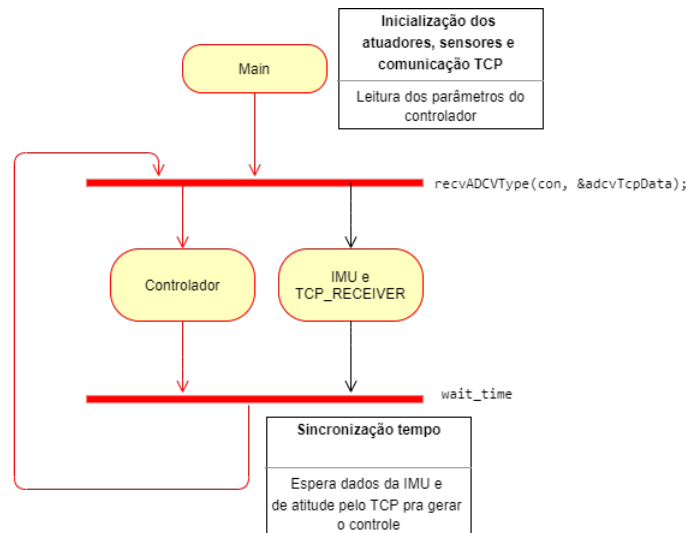 Inicialização dos
atuadores, sensores e
comunicação TCP
Main
Leitura dos parâmetros do
controlador
recvADCVType(con, &adcvTcpData);
Controlador
IMU e
TCP_RECEIVER
wait_time
Sincronização tempo
Espera dados da IMU e
de atitude pelo TCP pra gerar
o controle